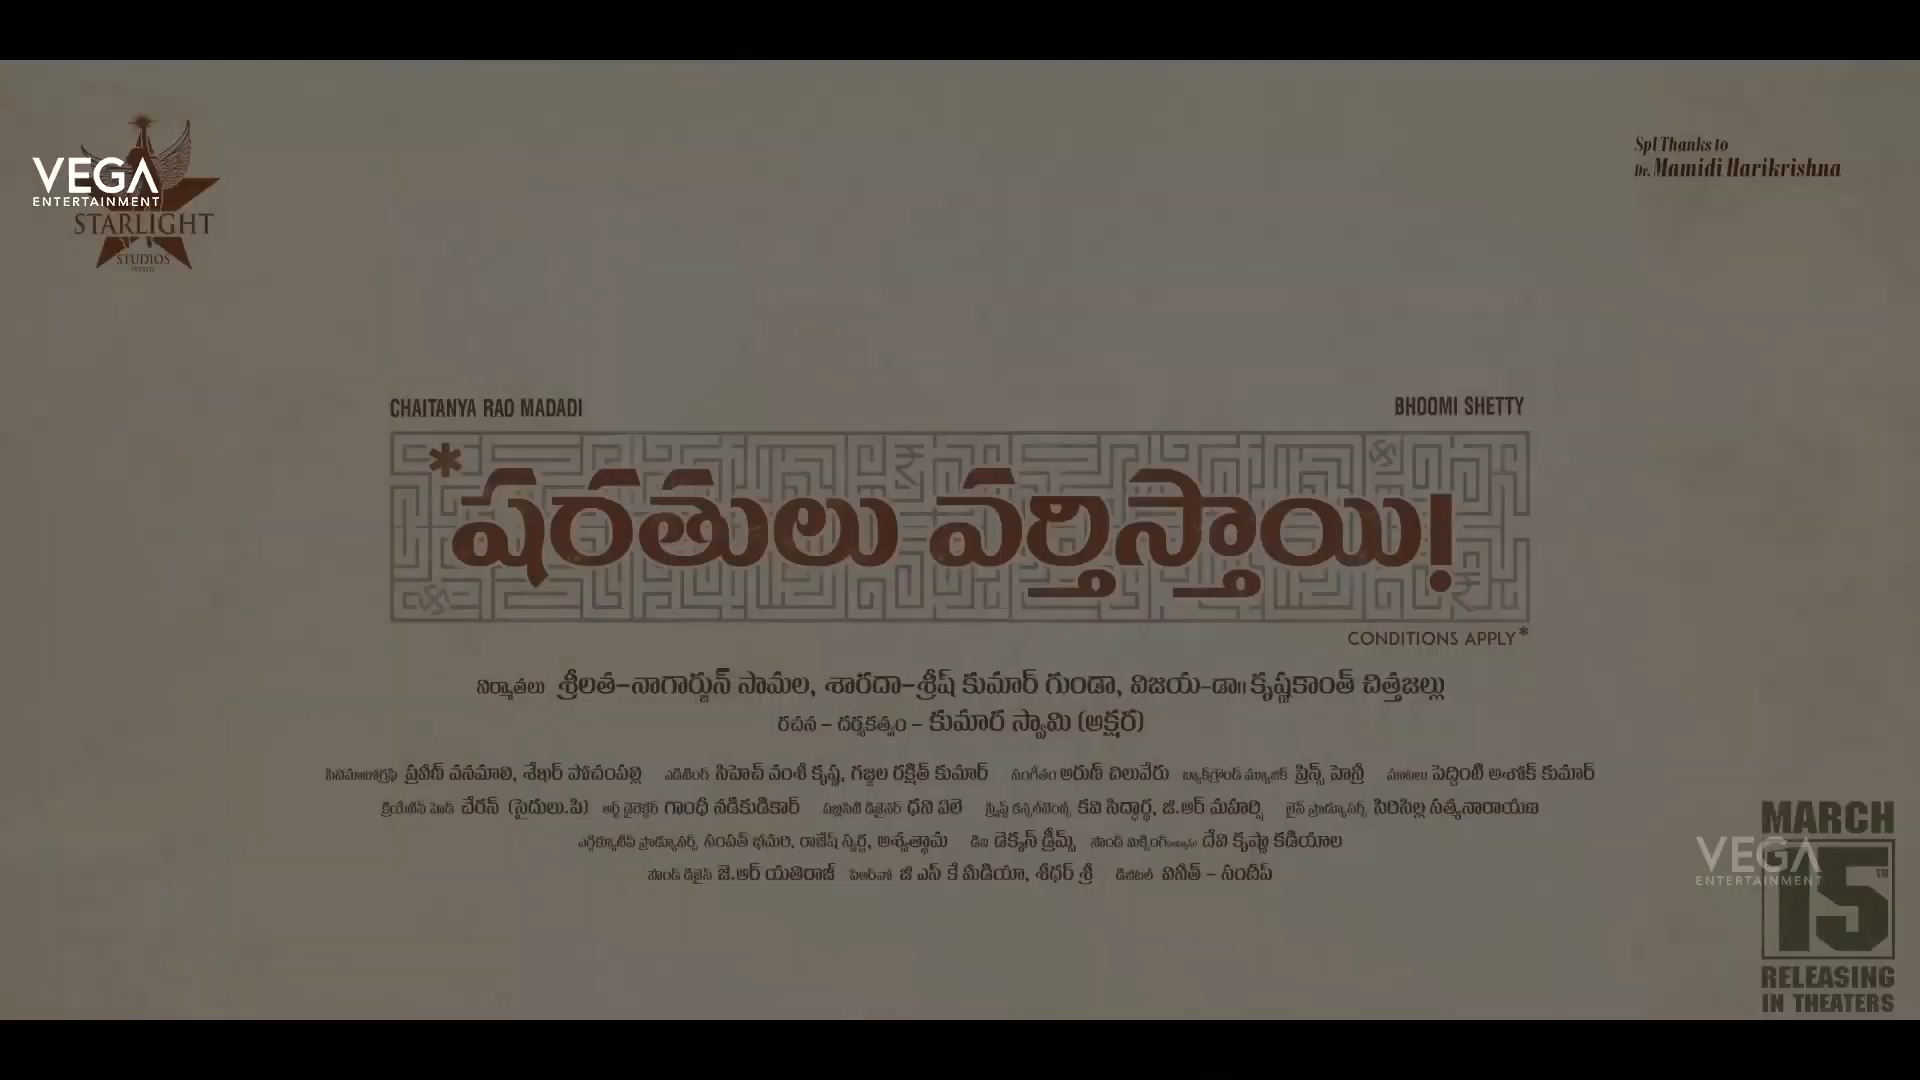 VEGA
ENTERTAINMENT
STARLIGHT
STUDIOS
Spl Thanks to
Dr. Mamidi Harikrishna
CHAITANYA RAO MADADI
BHOOMI SHETTY
*షరతులు వర్తిస్తాయి!
CONDITIONS APPLY*
నిర్మాతలు శ్రీలత-నాగార్జున్ సామల, శారదా-శ్రీష్ కుమార్ గుండా, విజయ-డా॥ కృష్ణకాంత్ చిత్తజల్లు
రచన - దర్శకత్వం - కుమార స్వామి (అక్షర)
సినిమాటోగ్రఫి ప్రవీణ్ వనమాలి, శేఖర్ పోచంపల్లి ఎడిటింగ్ సిహెచ్ వంశీ కృష్ణ, గజ్జల రక్షిత్ కుమార్ సంగీతం అరుణ్ చిలువేరు బ్యాక్‌గ్రౌండ్ మ్యూజిక్ ప్రిన్స్ హెన్రీ మాటలు పెద్దింటి అశోక్ కుమార్
క్రియేటివ్ హెడ్ చేరన్ (సైదులు.పి) ఆర్ట్ డైరెక్టర్ గాంధీ నడికుడికార్ పబ్లిసిటి డిజైనర్ ధని ఏలె స్క్రిప్ట్ కన్సల్‌టెంట్స్ కవి సిద్ధార్థ, జి.ఆర్ మహర్షి లైన్ ప్రొడ్యూసర్స్ సిరిసిల్ల సత్యనారాయణ
ఎగ్జిక్యూటివ్ ప్రొడ్యూసర్స్ సంపత్ భీమరి, రాజేష్ స్వర్ణ, అశ్వత్థామ డిఐ డెక్కన్ డ్రీమ్స్ సౌండ్ మిక్సింగ్ దేవి కృష్ణా కడియాల
సౌండ్ డిజైన్ జె.ఆర్ యతిరాజ్ పిఆర్‌వో జి ఎస్ కే మీడియా, శ్రీధర్ శ్రీ డిజిటల్ వినీత్ - సందీప్
MARCH
VEGA
ENTERTAINMENT
15TH
RELEASING
IN THEATERS